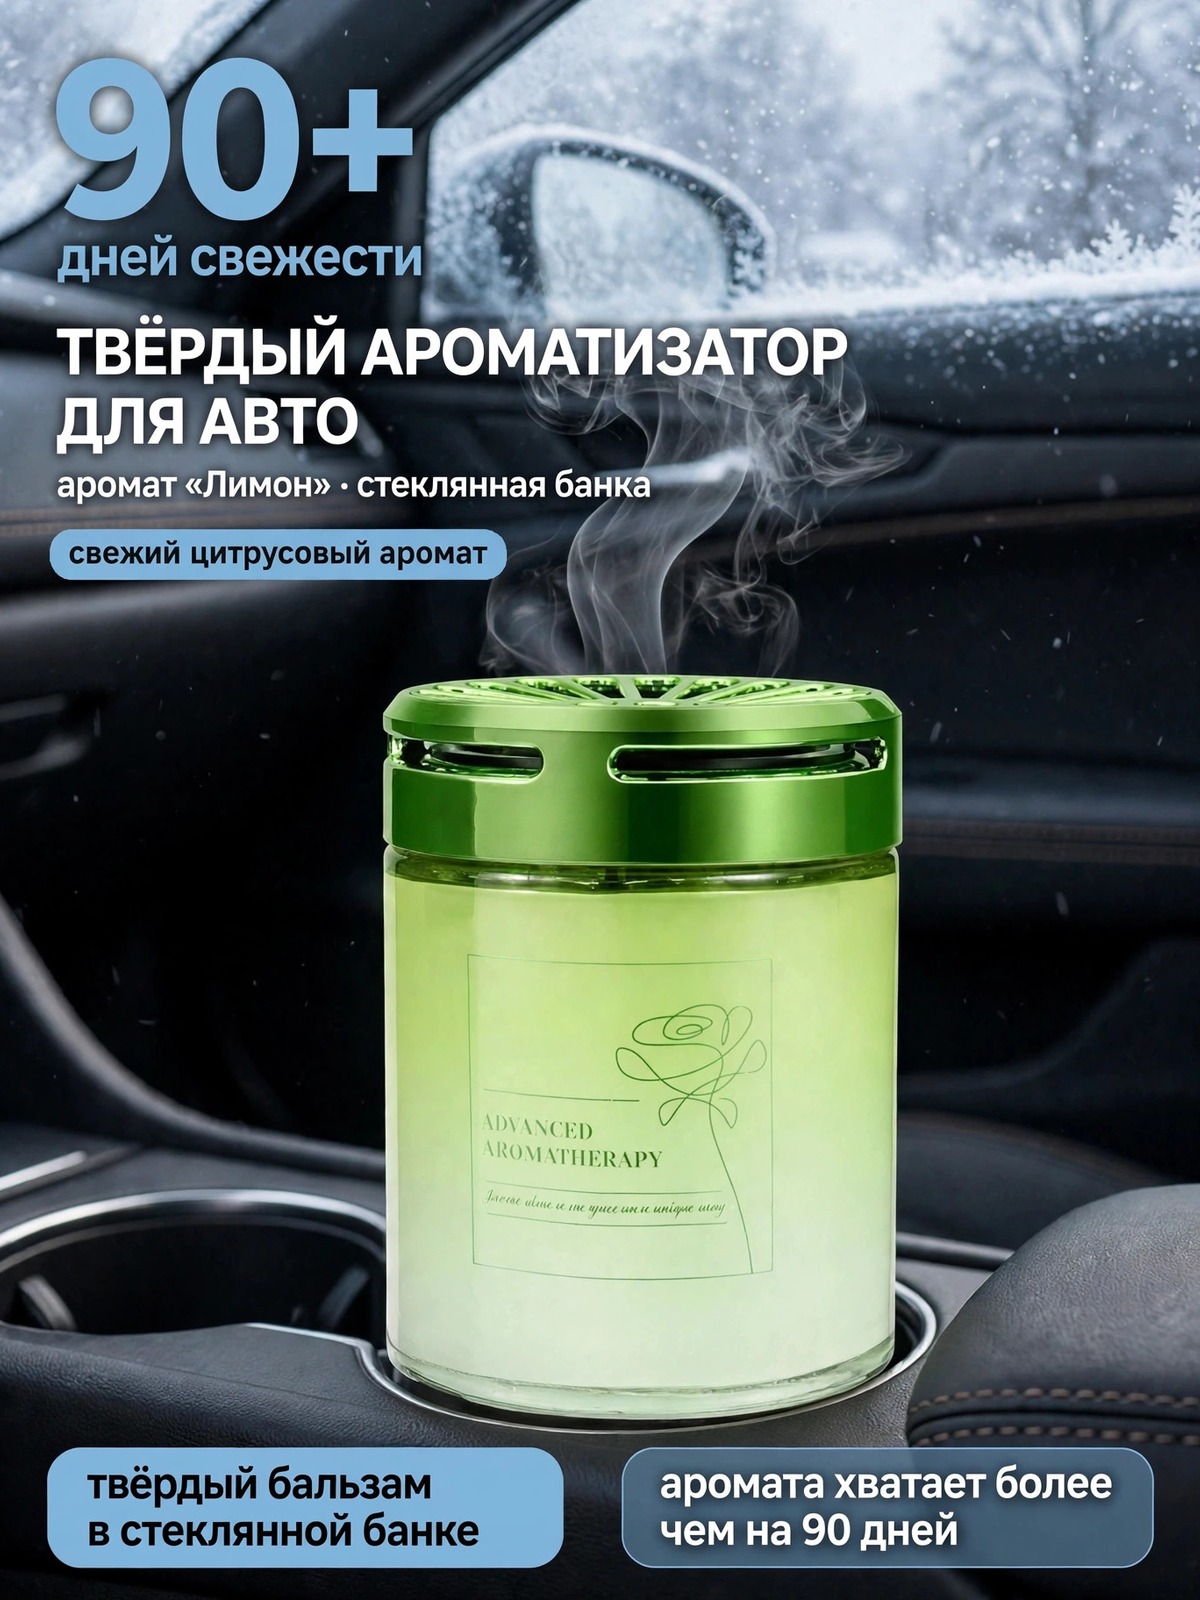 90+
дней свежести
ТВЁРДЫЙ АРОМАТИЗАТОР
ДЛЯ АВТО
аромат «Лимон» · стеклянная банка
свежий цитрусовый аромат
ADVANCED
AROMATHERAPY
unique
твёрдый бальзам
в стеклянной банке
аромата хватает более
чем на 90 дней